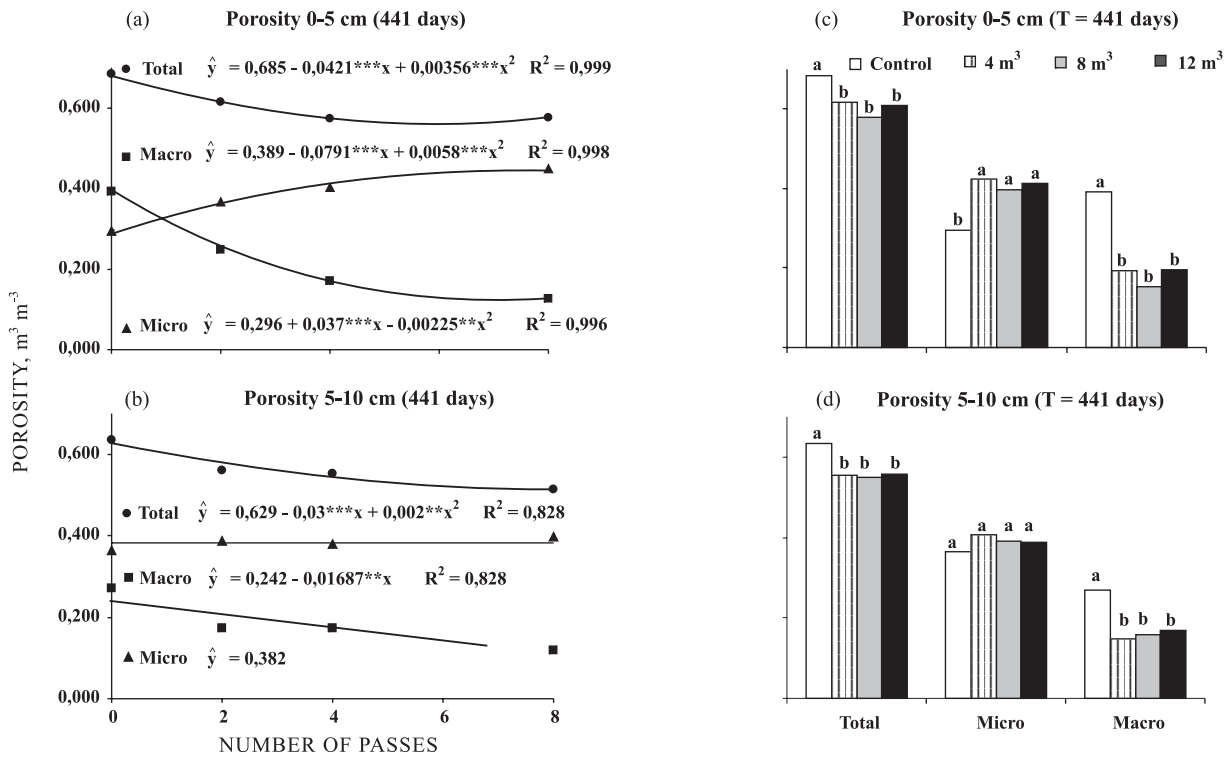 (a) Porosity 0-5 cm (441 days)
● Total ŷ = 0,685 - 0,0421***x + 0,00356***x² R² = 0,999
0,600
■ Macro ŷ = 0,389 - 0,0791***x + 0,0058***x² R² = 0,998
0,400
0,200
▲ Micro ŷ = 0,296 + 0,037***x - 0,00225**x² R² = 0,996
0,000
(b) Porosity 5-10 cm (441 days)
0,600
● Total ŷ = 0,629 - 0,03***x + 0,002**x² R² = 0,828
0,400
■ Macro ŷ = 0,242 - 0,01687**x R² = 0,828
0,200
▲ Micro ŷ = 0,382
0,000
0 2 4 6 8
NUMBER OF PASSES
POROSITY, m³ m⁻³
(c) Porosity 0-5 cm (T = 441 days)
Control 4 m³ 8 m³ 12 m³
a b b b
b a a a
a b b b
(d) Porosity 5-10 cm (T = 441 days)
a b b b
a a a a
a b b b
Total Micro Macro